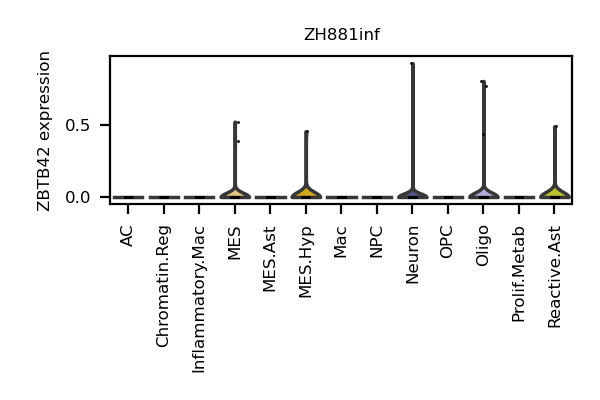 ZH881inf
ZBTB42 expression
0.5
0.0
AC
Chromatin.Reg
Inflammatory.Mac
MES
MES.Ast
MES.Hyp
Mac
NPC
Neuron
OPC
Oligo
Prolif.Metab
Reactive.Ast